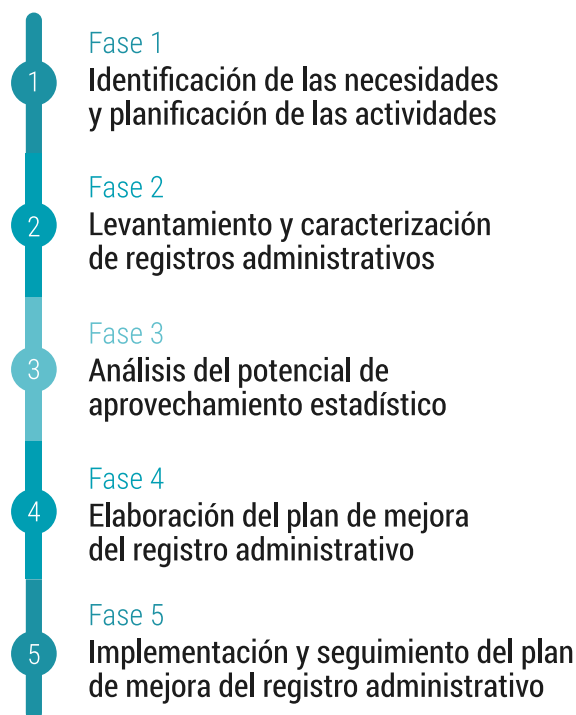 Fase 1
1
Identificación de las necesidades
y planificación de las actividades
Fase 2
2
Levantamiento y caracterización
de registros administrativos
Fase 3
3
Análisis del potencial de
aprovechamiento estadístico
Fase 4
4
Elaboración del plan de mejora
del registro administrativo
Fase 5
5
Implementación y seguimiento del plan
de mejora del registro administrativo